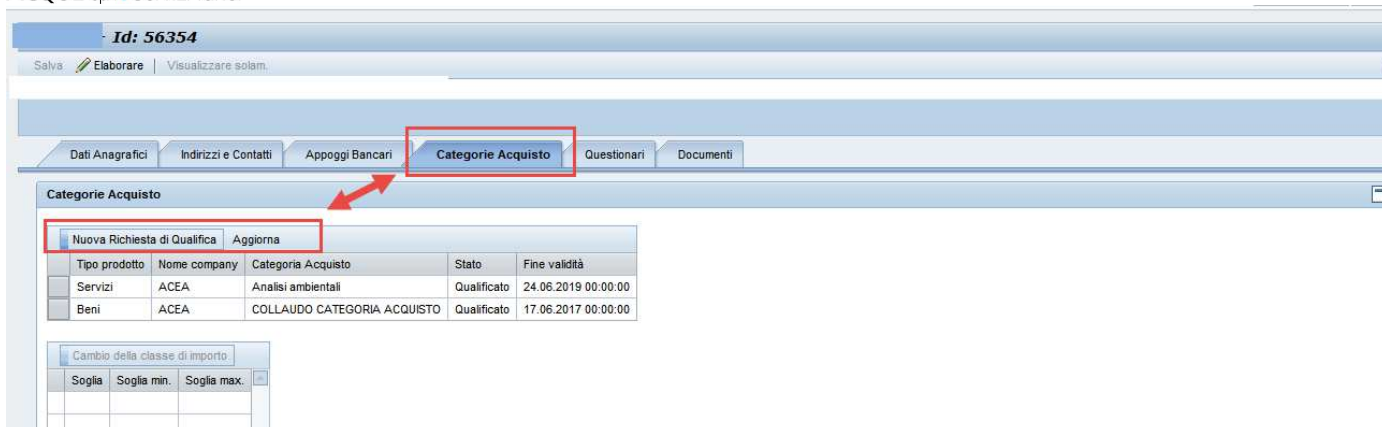 Id: 56354
Salva Elaborare Visualizzare solam.
Dati Anagrafici Indirizzi e Contatti Appoggi Bancari Categorie Acquisto Questionari Documenti
Categorie Acquisto
Nuova Richiesta di Qualifica Aggiorna
Tipo prodotto Nome company Categoria Acquisto Stato Fine validità
Servizi ACEA Analisi ambientali Qualificato 24.06.2019 00:00:00
Beni ACEA COLLAUDO CATEGORIA ACQUISTO Qualificato 17.06.2017 00:00:00
Cambio della classe di importo
Soglia Soglia min. Soglia max.